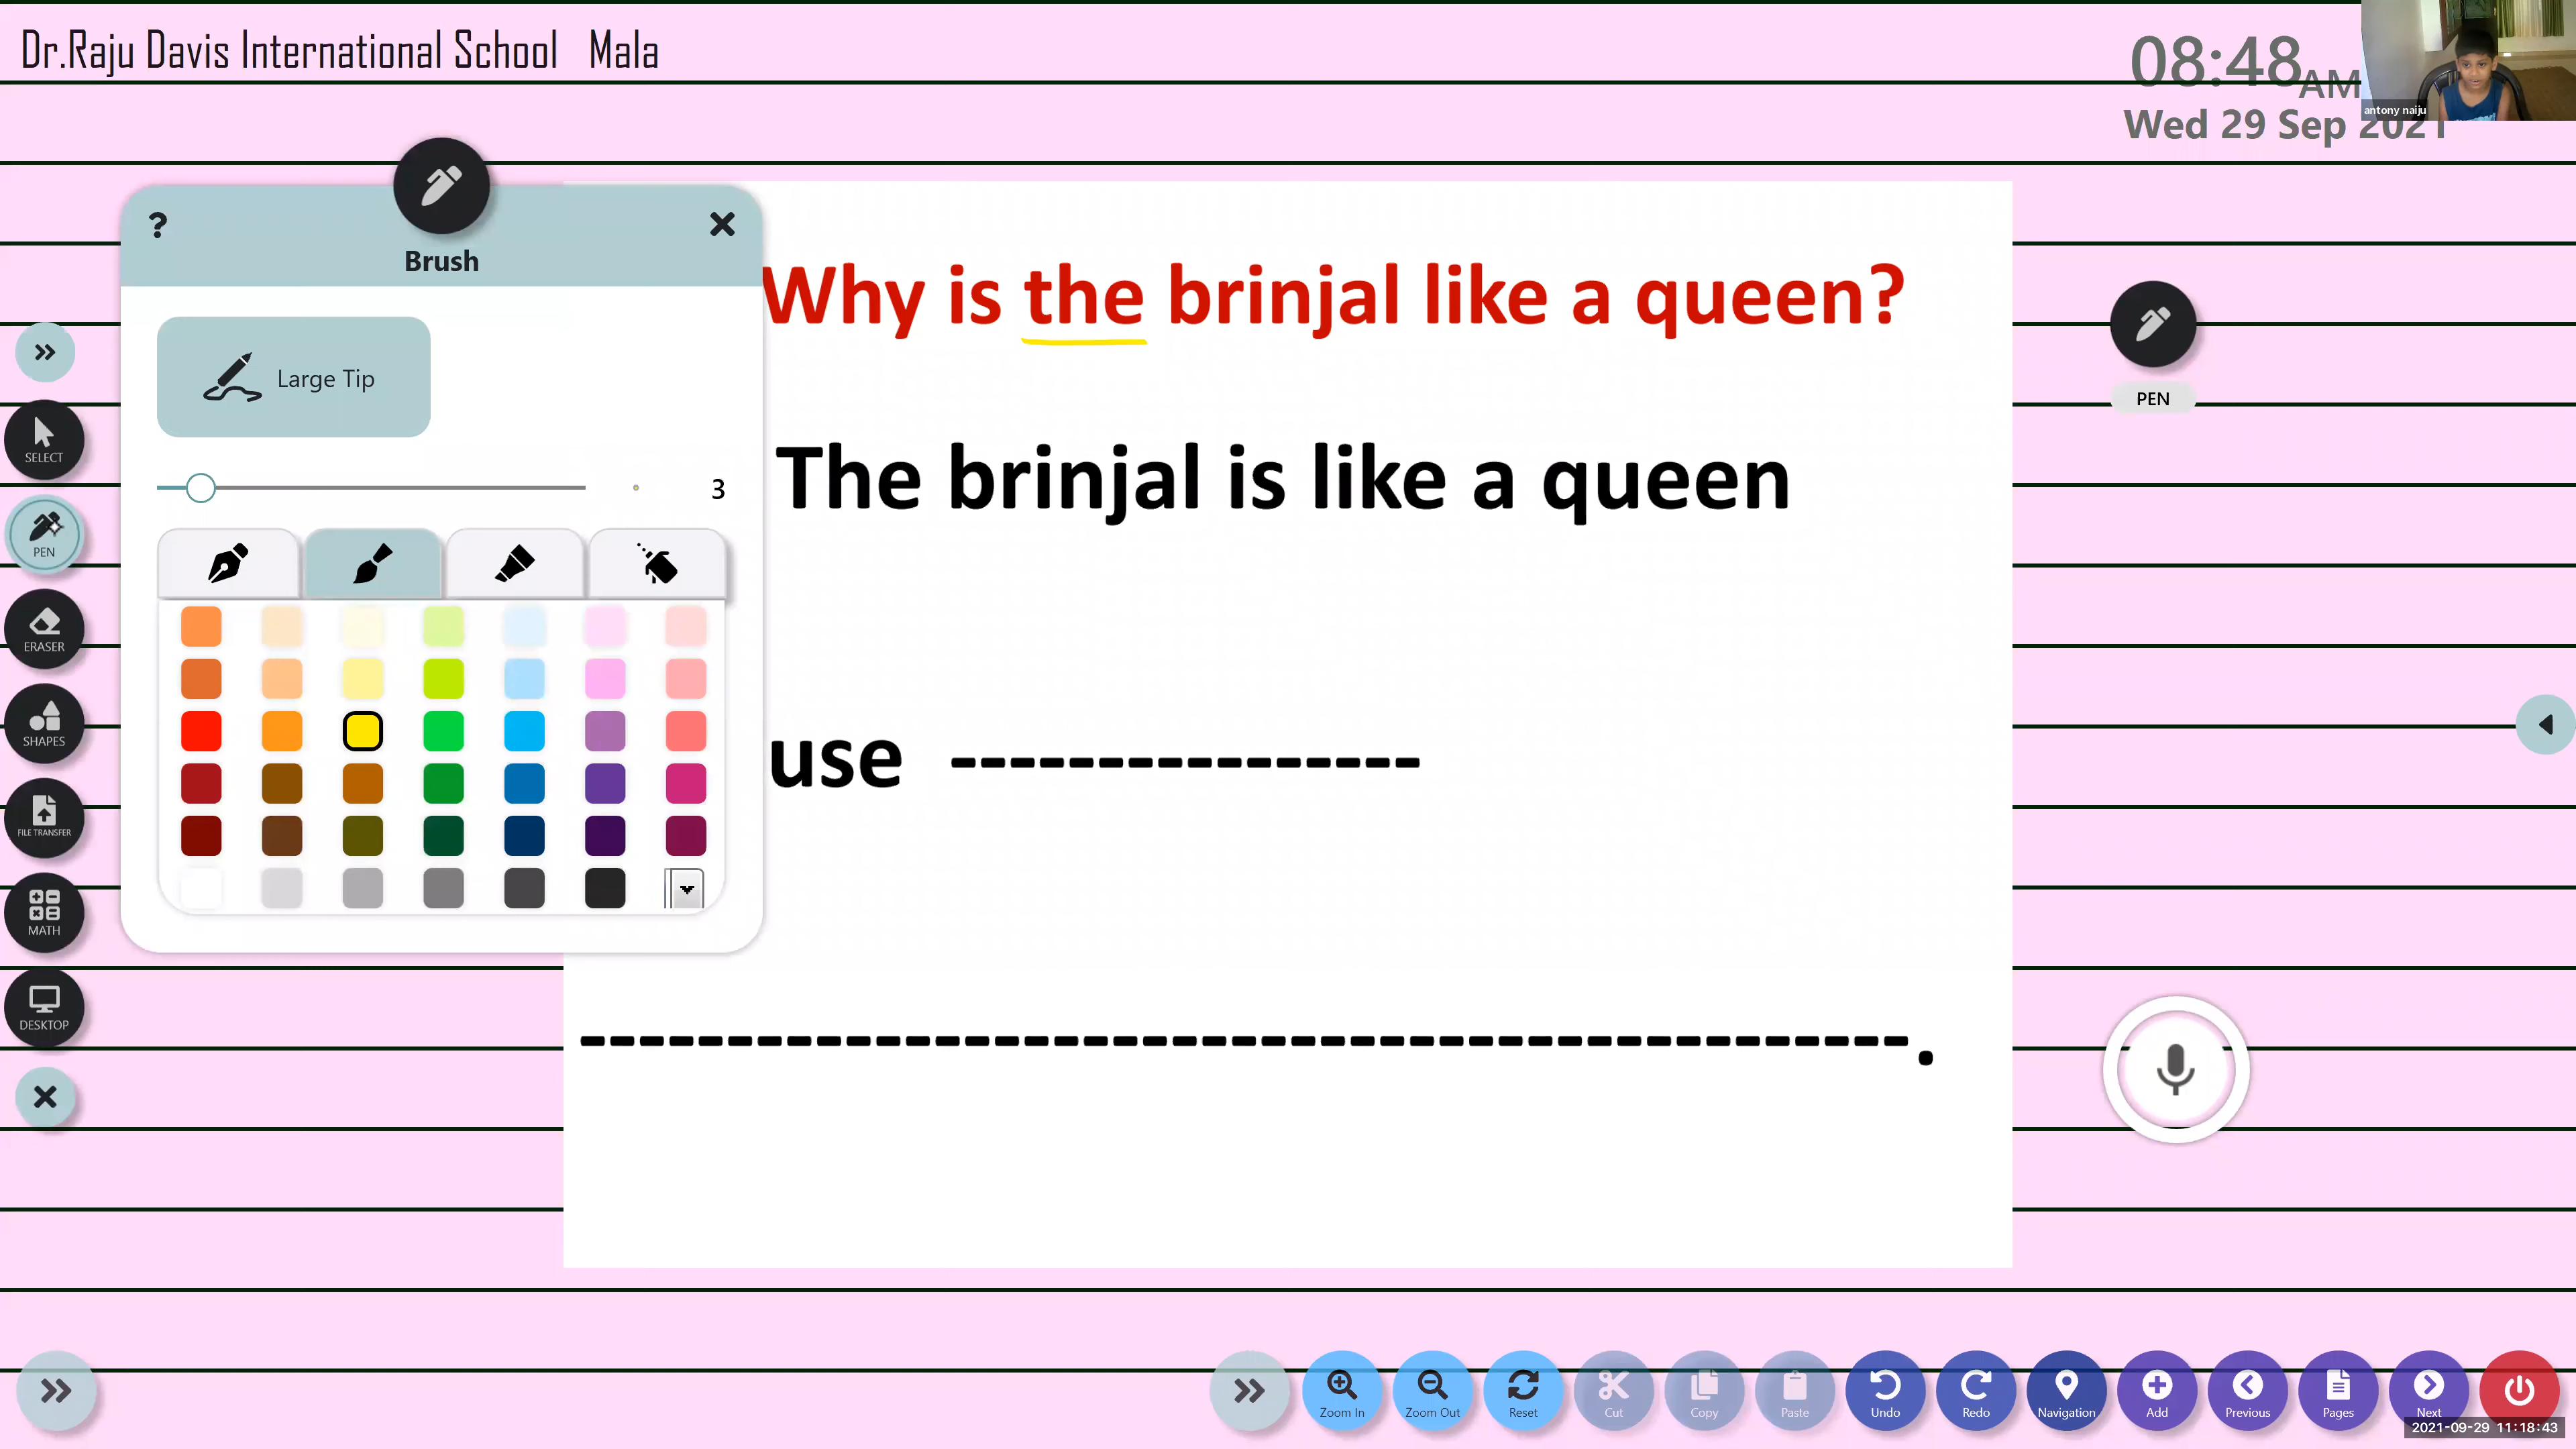 Dr.Raju Davis International School Mala
08:48 AM
antony naiju
Wed 29 Sep 2021
?
Brush
Large Tip
3
Why is the brinjal like a queen?
The brinjal is like a queen
use ----------------
----------------------------------------------.
SELECT
PEN
ERASER
SHAPES
FILE TRANSFER
MATH
DESKTOP
PEN
Zoom In
Zoom Out
Reset
Cut
Copy
Paste
Undo
Redo
Navigation
Add
Previous
Pages
Next
2021-09-29 11:18:43